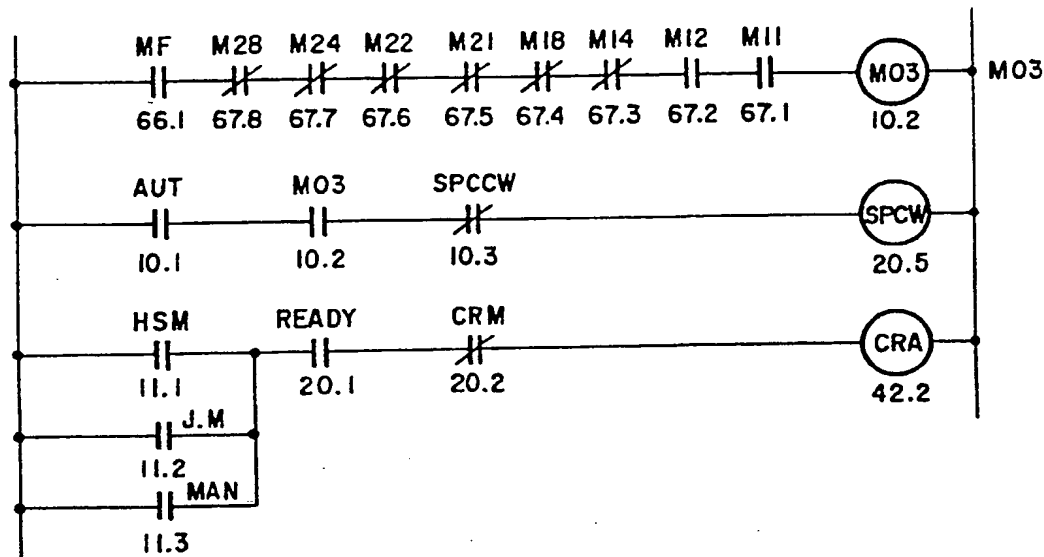 MF M28 M24 M22 M21 M18 M14 M12 M11
M03 M03
66.1 67.8 67.7 67.6 67.5 67.4 67.3 67.2 67.1 10.2
AUT M03 SPCCW
SPCW
10.1 10.2 10.3 20.5
HSM READY CRM
CRA
11.1 20.1 20.2 42.2
J.M
11.2
MAN
11.3